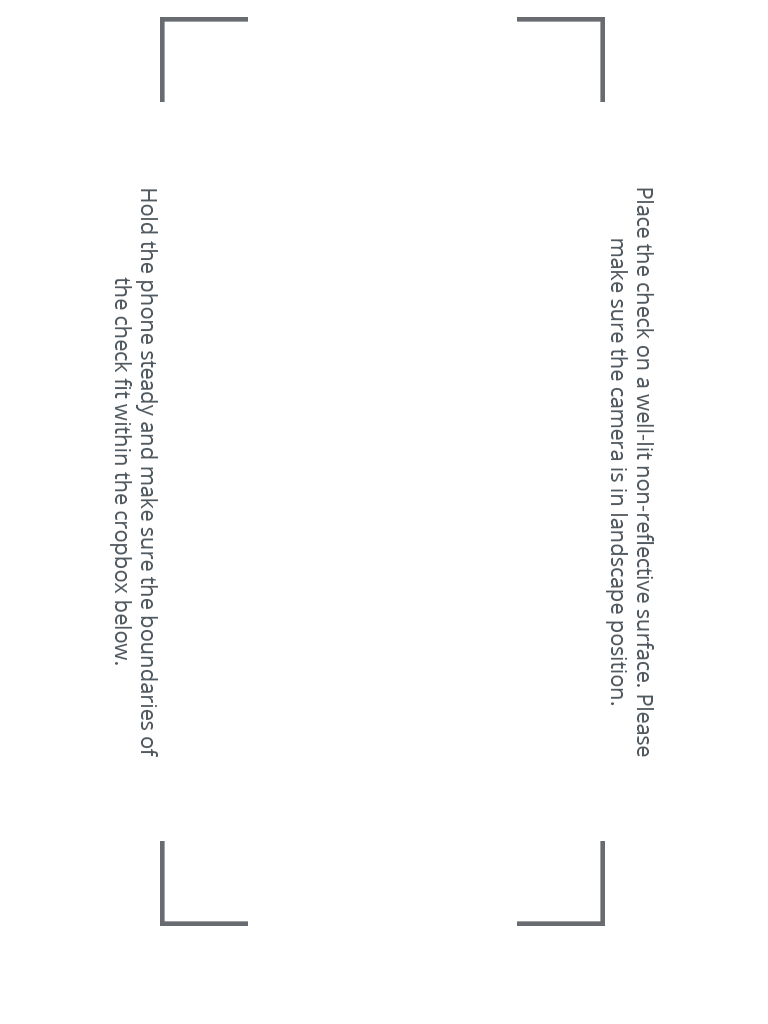 Place the check on a well-lit non-reflective surface. Please
make sure the camera is in landscape position.
Hold the phone steady and make sure the boundaries of
the check fit within the cropbox below.